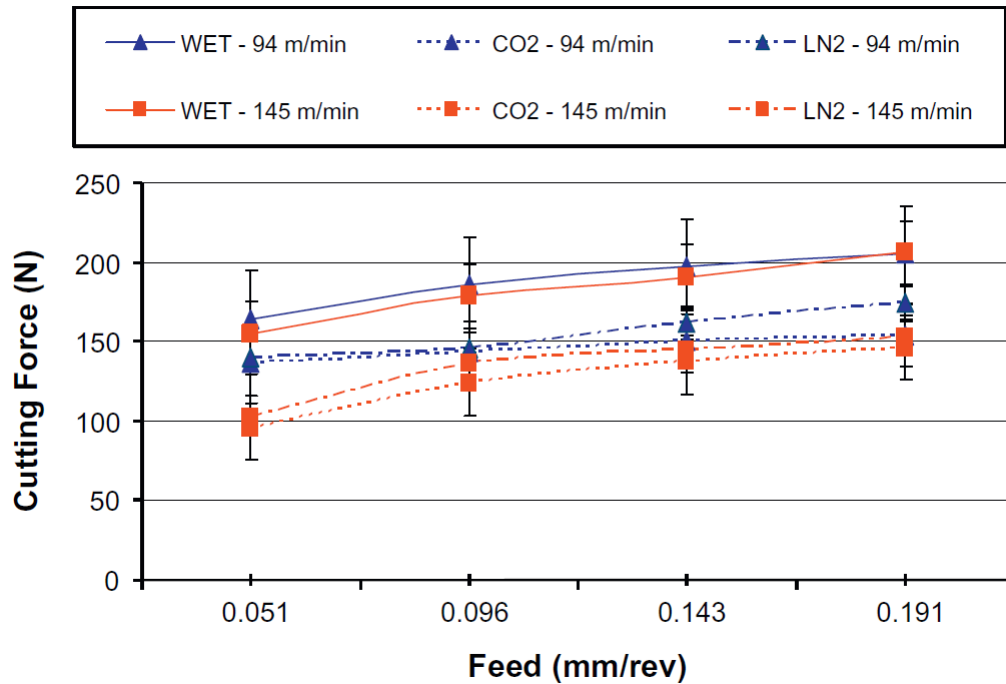 WET - 94 m/min CO2 - 94 m/min LN2 - 94 m/min
WET - 145 m/min CO2 - 145 m/min LN2 - 145 m/min
250
200
150
100
50
0
Cutting Force (N)
0.051 0.096 0.143 0.191
Feed (mm/rev)